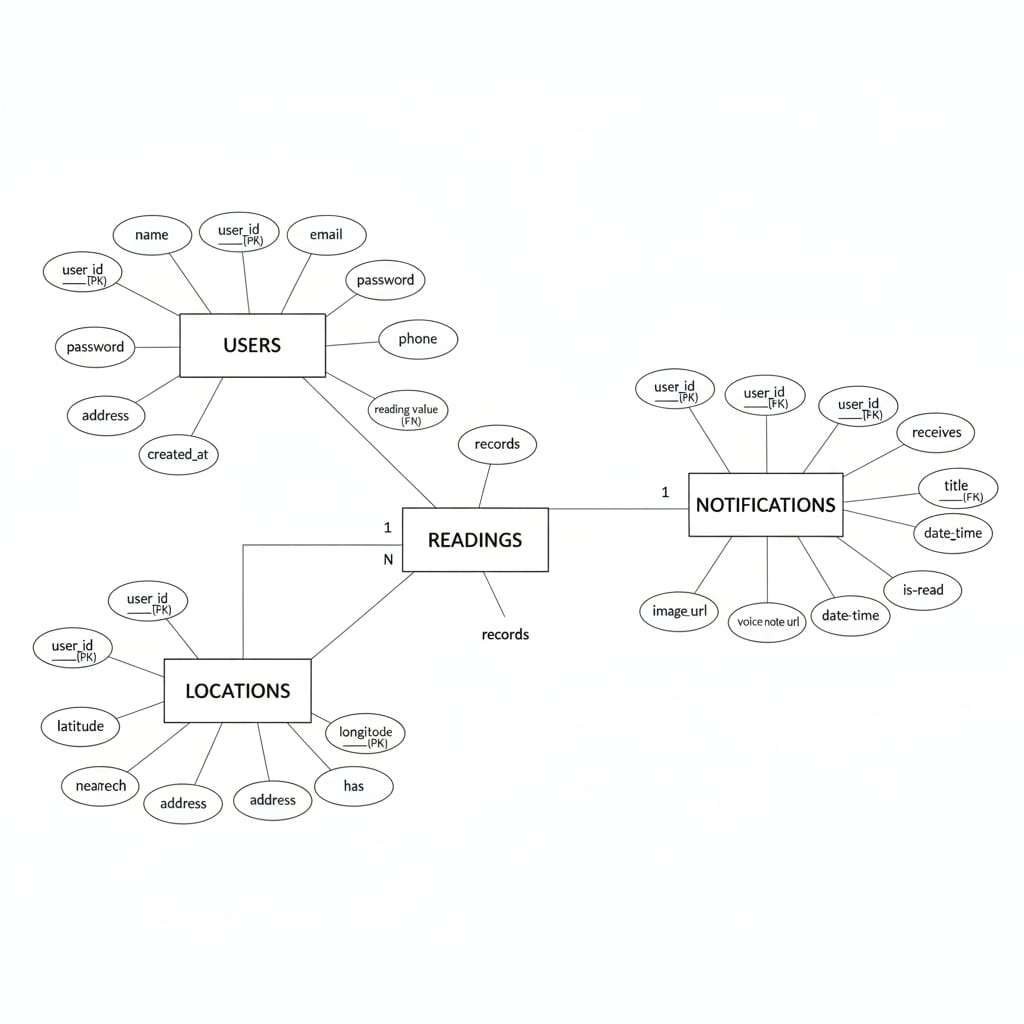 name
user_id
(PK)
email
user_id
(PK)
password
USERS
password
phone
address
reading value
(FN)
created_at
records
user_id
(PK)
user_id
(FK)
user_id
(FK)
receives
title
(FK)
date_time
1
NOTIFICATIONS
1
READINGS
N
is-read
image_url
voice note url
date-time
records
user_id
(FK)
user_id
(PK)
LOCATIONS
latitude
longitode
(PK)
nearrech
address
address
has